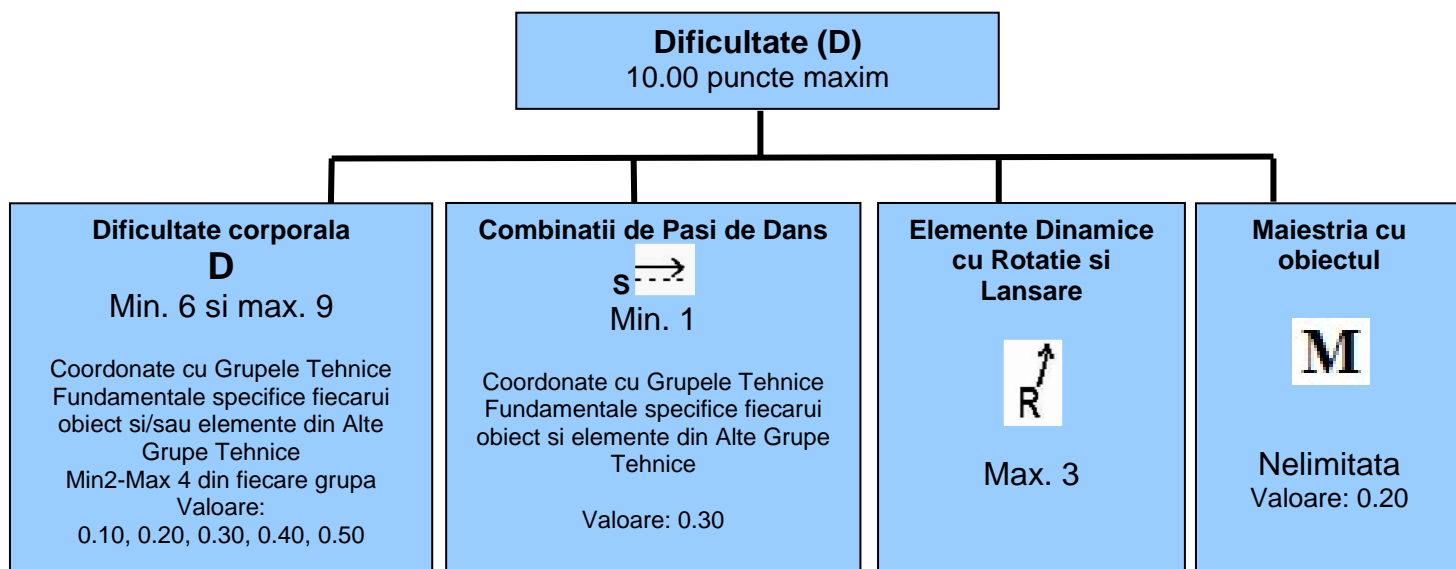 Dificultate (D)
10.00 puncte maxim
Dificultate corporala
D
Min. 6 si max. 9
Coordonate cu Grupele Tehnice
Fundamentale specifice fiecarui
obiect si/sau elemente din Alte
Grupe Tehnice
Min2-Max 4 din fiecare grupa
Valoare:
0.10, 0.20, 0.30, 0.40, 0.50
Combinatii de Pasi de Dans
S
Min. 1
Coordonate cu Grupele Tehnice
Fundamentale specifice fiecarui
obiect si elemente din Alte Grupe
Tehnice
Valoare: 0.30
Elemente Dinamice
cu Rotatie si
Lansare
R
Max. 3
Maiestria cu
obiectul
M
Nelimitata
Valoare: 0.20